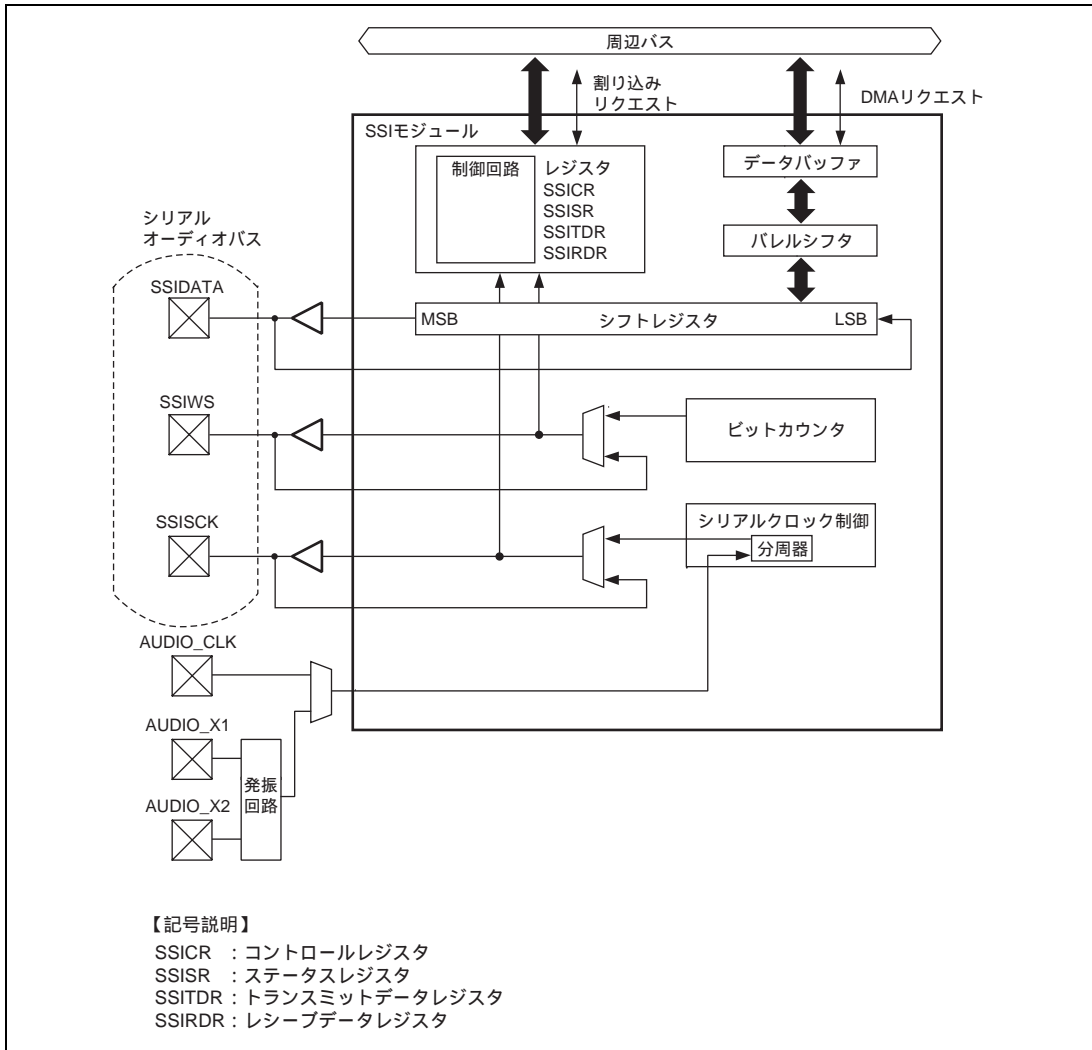 周辺バス
割り込み
リクエスト
DMAリクエスト
SSIモジュール
制御回路
レジスタ
SSICR
SSISR
SSITDR
SSIRDR
データバッファ
バレルシフタ
シリアル
オーディオバス
SSIDATA
MSB
シフトレジスタ
LSB
SSIWS
ビットカウンタ
SSISCK
シリアルクロック制御
分周器
AUDIO_CLK
AUDIO_X1
発振
回路
AUDIO_X2
【記号説明】
SSICR :コントロールレジスタ
SSISR :ステータスレジスタ
SSITDR:トランスミットデータレジスタ
SSIRDR:レシーブデータレジスタ